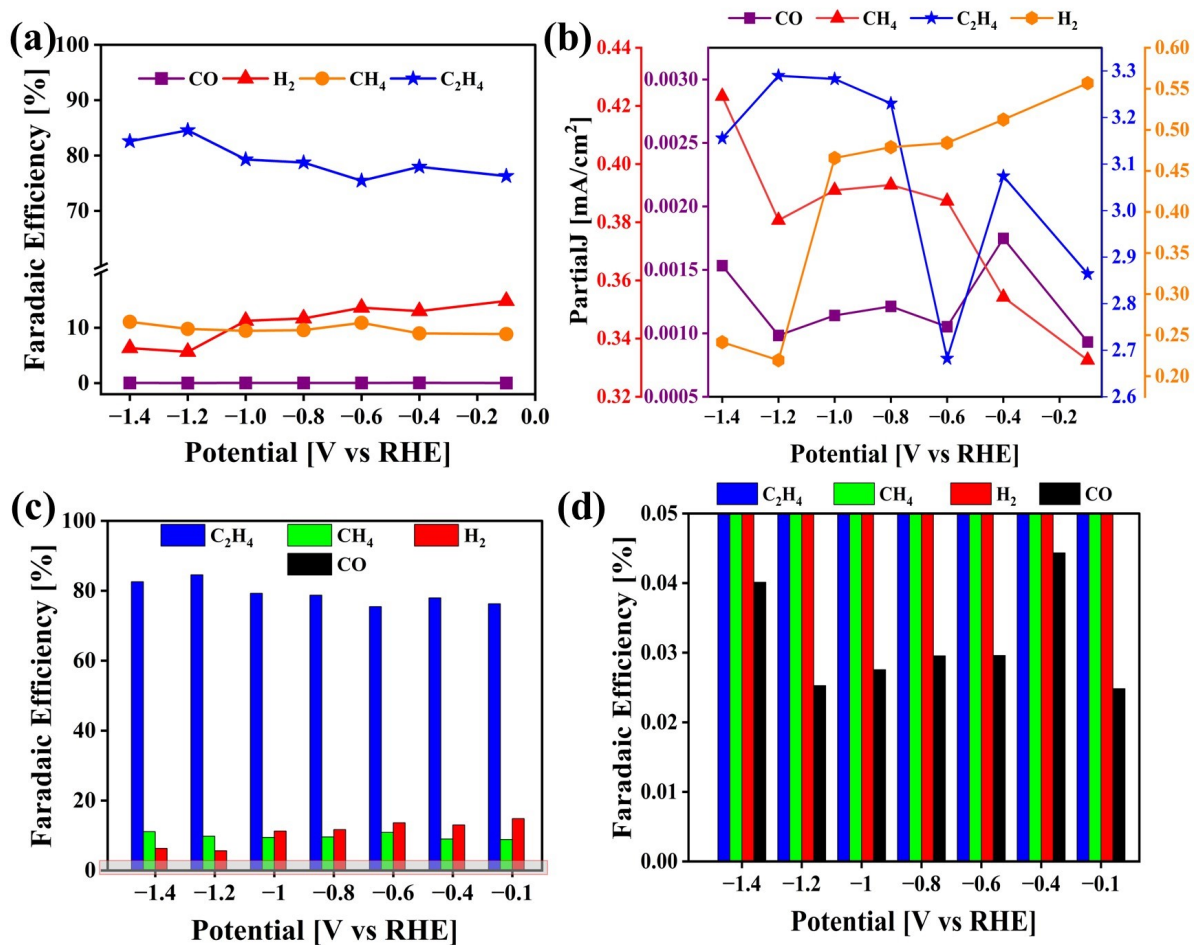 (a)
CO H₂ CH₄ C₂H₄
Faradaic Efficiency [%]
100
90
80
70
10
0
−1.4 −1.2 −1.0 −0.8 −0.6 −0.4 −0.2 0.0
Potential [V vs RHE]
(b)
CO CH₄ C₂H₄ H₂
0.44
0.42
0.40
0.38
0.36
0.34
0.32
PartialJ [mA/cm²]
0.0030
0.0025
0.0020
0.0015
0.0010
0.0005
3.3
3.2
3.1
3.0
2.9
2.8
2.7
2.6
0.60
0.55
0.50
0.45
0.40
0.35
0.30
0.25
0.20
−1.4 −1.2 −1.0 −0.8 −0.6 −0.4 −0.2
Potential [V vs RHE]
(c)
C₂H₄ CH₄ H₂
CO
Faradaic Efficiency [%]
100
80
60
40
20
0
−1.4 −1.2 −1 −0.8 −0.6 −0.4 −0.1
Potential [V vs RHE]
(d)
C₂H₄ CH₄ H₂ CO
Faradaic Efficiency [%]
0.05
0.04
0.03
0.02
0.01
0.00
−1.4 −1.2 −1 −0.8 −0.6 −0.4 −0.1
Potential [V vs RHE]